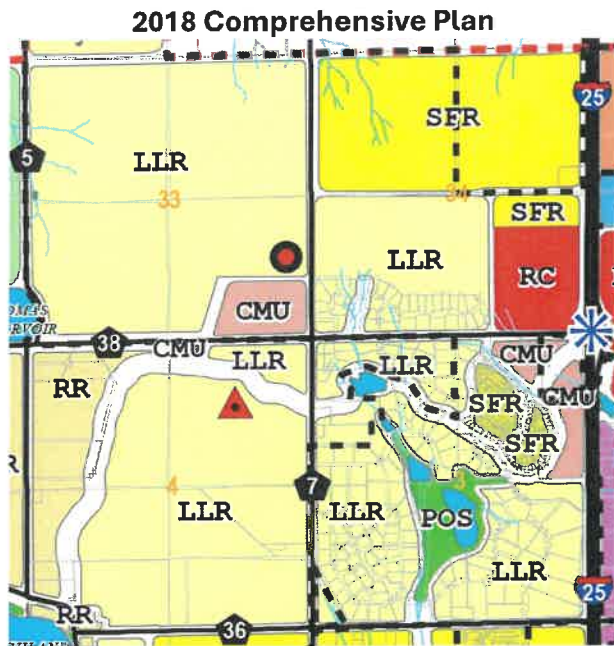 2018 Comprehensive Plan
25
SFR
5
LLR
33
34
SFR
LLR
RC
CMU
38
CMU
LLR
LLR
CMU
RR
SFR
CMU
SFR
4
7
LLR
LLR
POS
LLR
25
RR
36